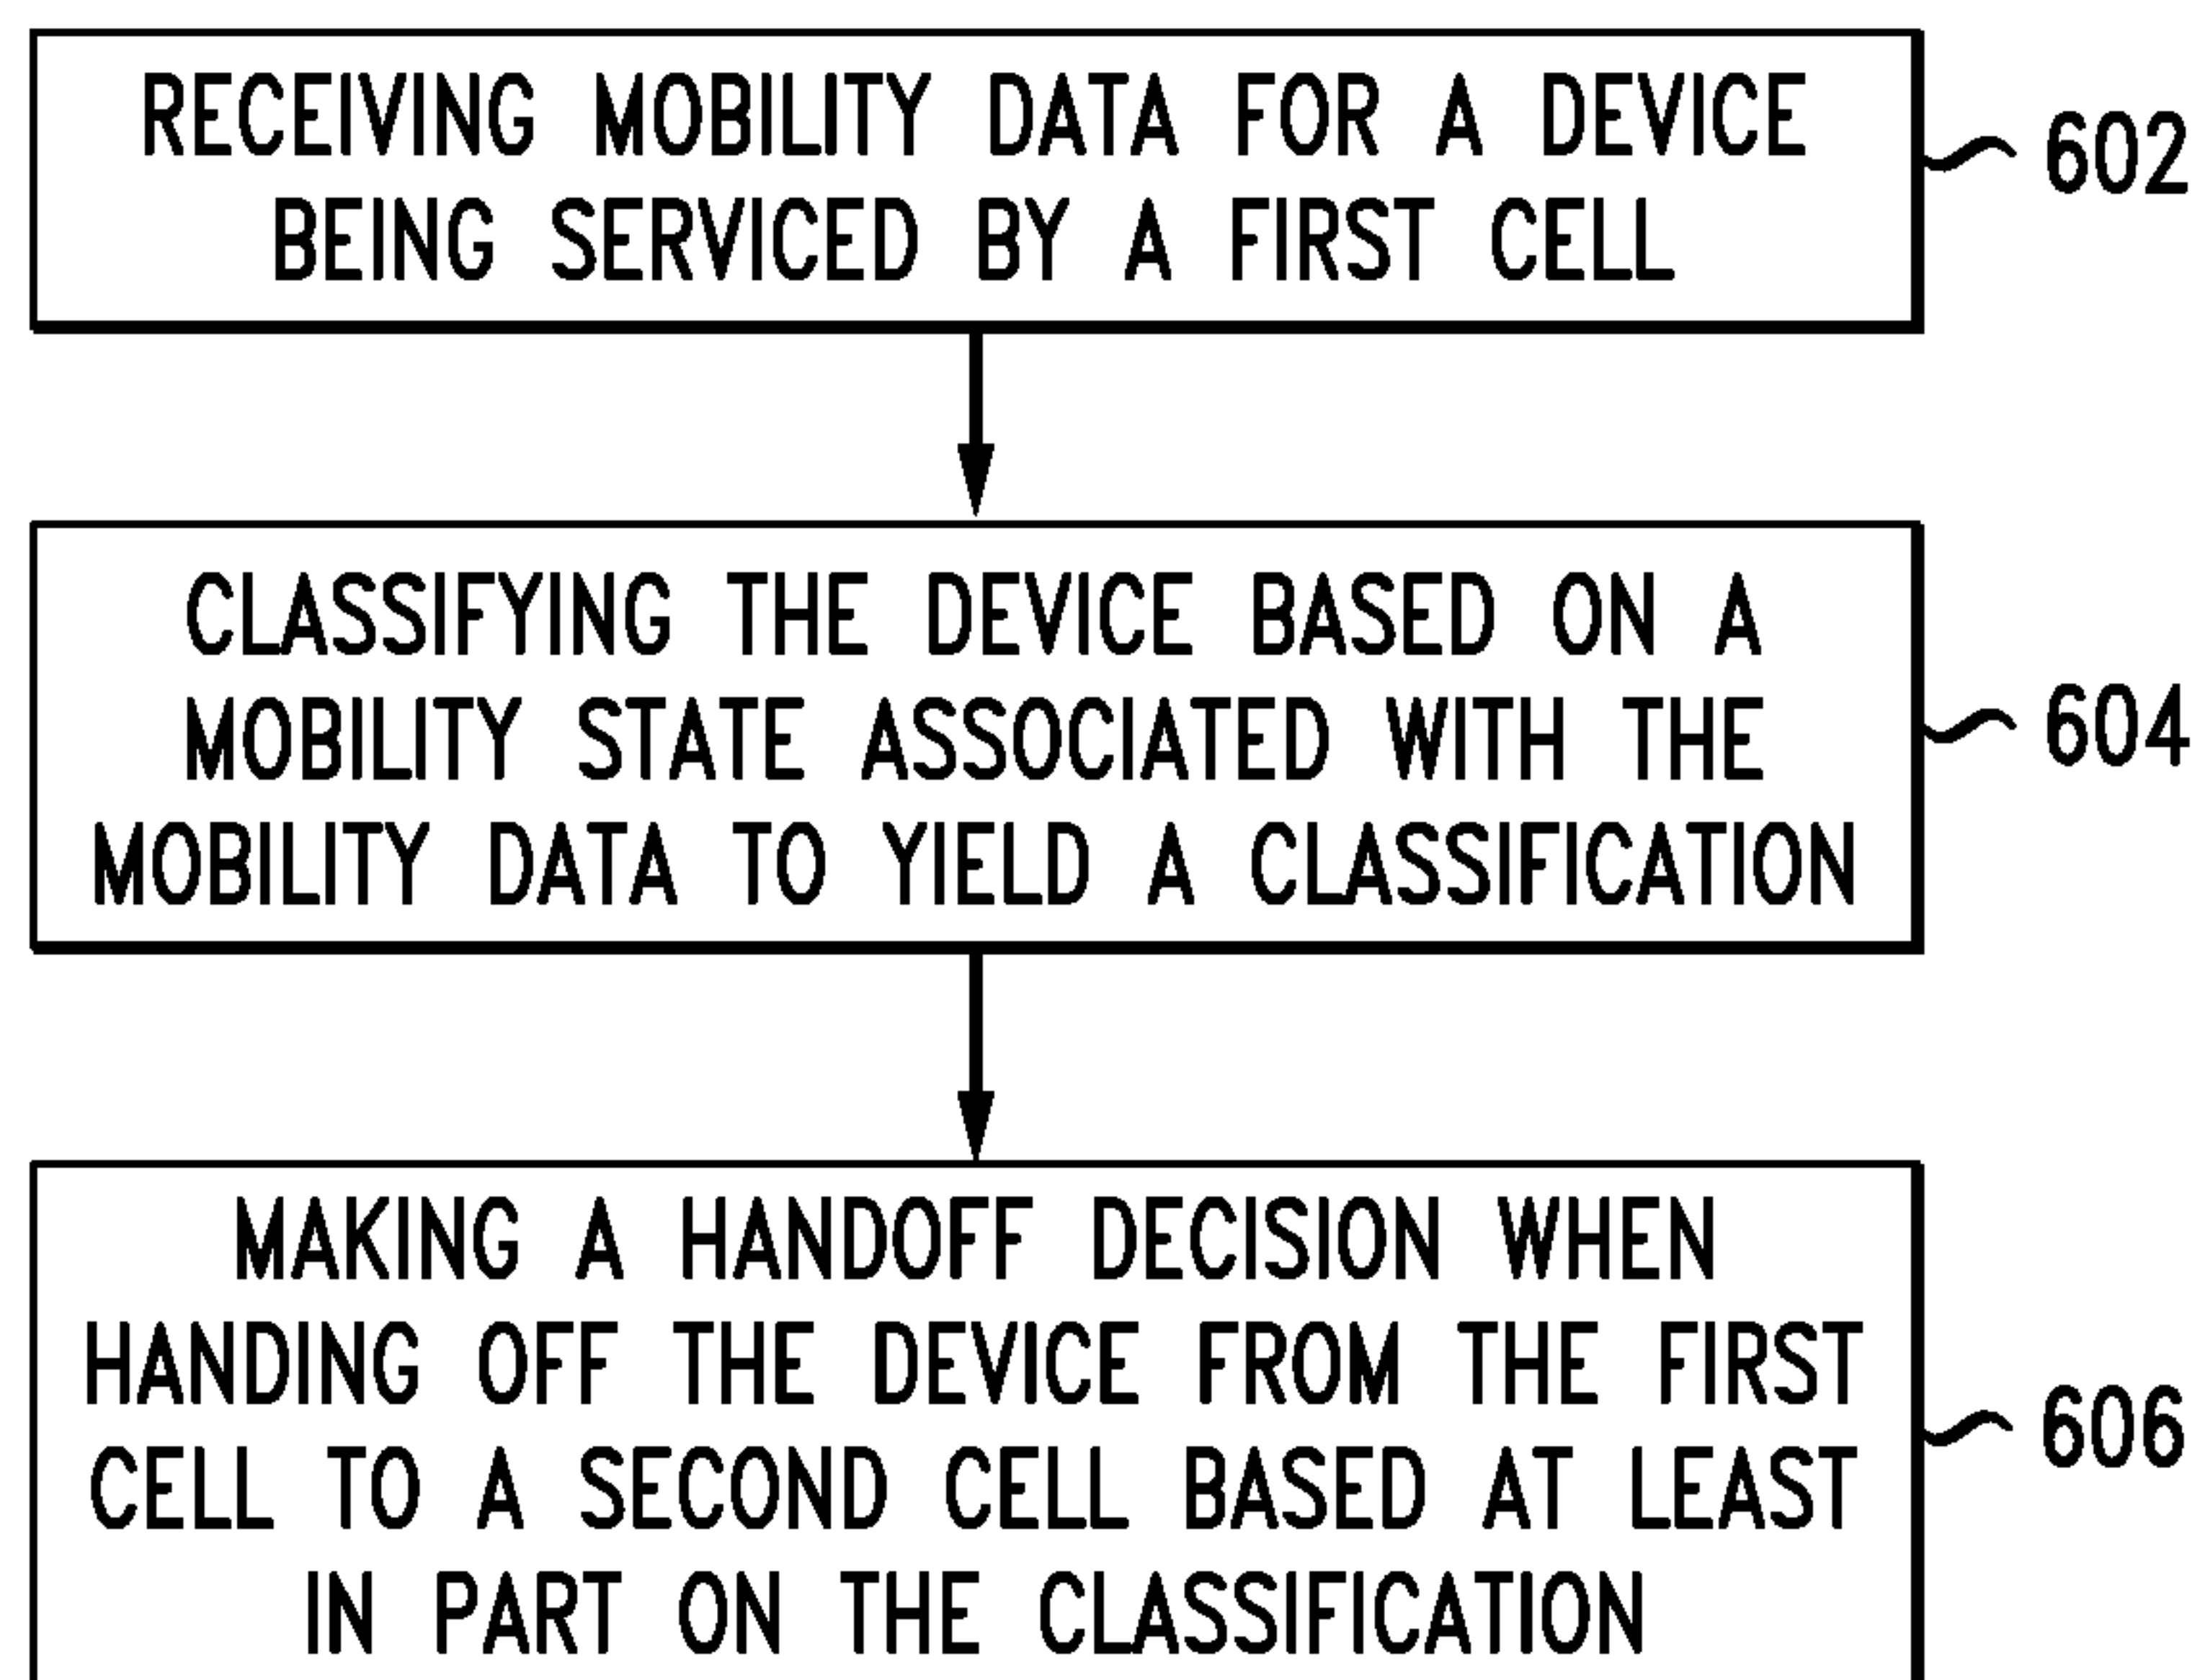 RECEIVING MOBILITY DATA FOR A DEVICE
BEING SERVICED BY A FIRST CELL
602
CLASSIFYING THE DEVICE BASED ON A
MOBILITY STATE ASSOCIATED WITH THE
MOBILITY DATA TO YIELD A CLASSIFICATION
604
MAKING A HANDOFF DECISION WHEN
HANDING OFF THE DEVICE FROM THE FIRST
CELL TO A SECOND CELL BASED AT LEAST
IN PART ON THE CLASSIFICATION
606